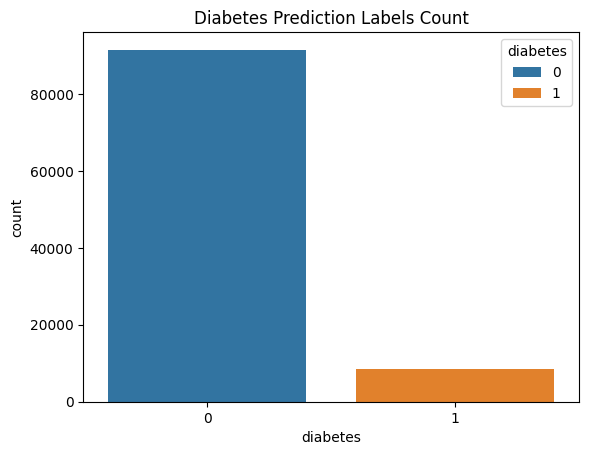 Diabetes Prediction Labels Count
diabetes
0
1
80000
60000
40000
20000
0
count
0 1
diabetes